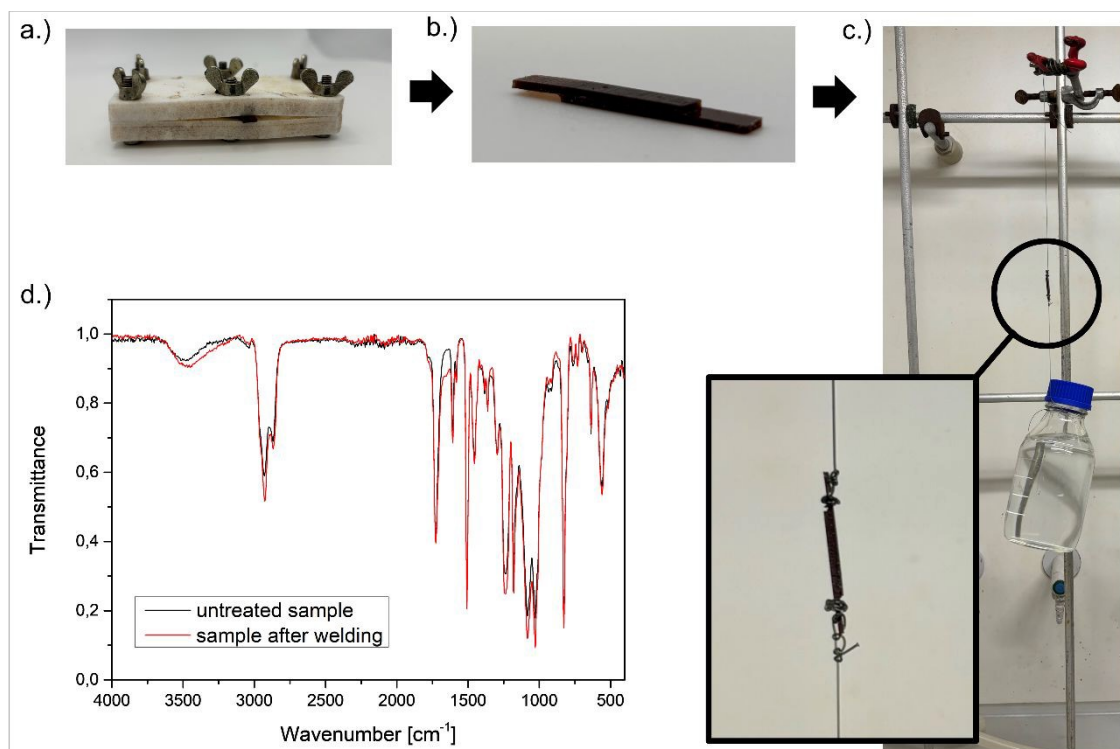 a.)
b.)
c.)
d.)
1,0
0,8
0,6
0,4
0,2
0,0
Transmittance
untreated sample
sample after welding
4000 3500 3000 2500 2000 1500 1000 500
Wavenumber [cm⁻¹]